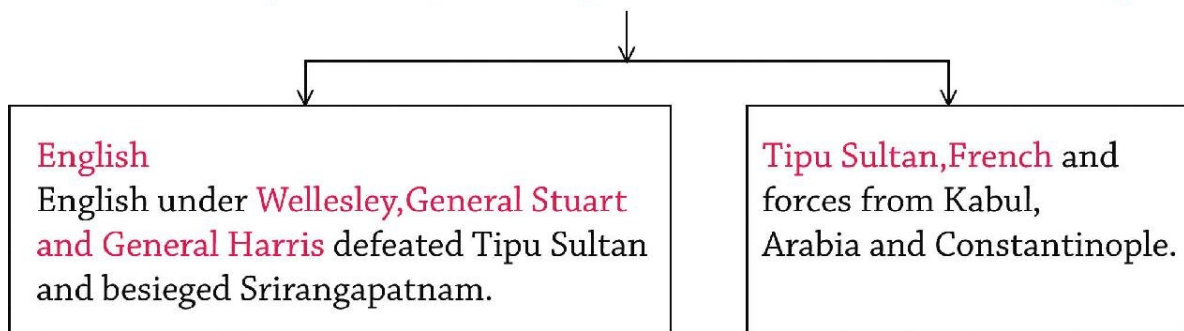 English
English under Wellesley,General Stuart
and General Harris defeated Tipu Sultan
and besieged Srirangapatnam.
Tipu Sultan,French and
forces from Kabul,
Arabia and Constantinople.